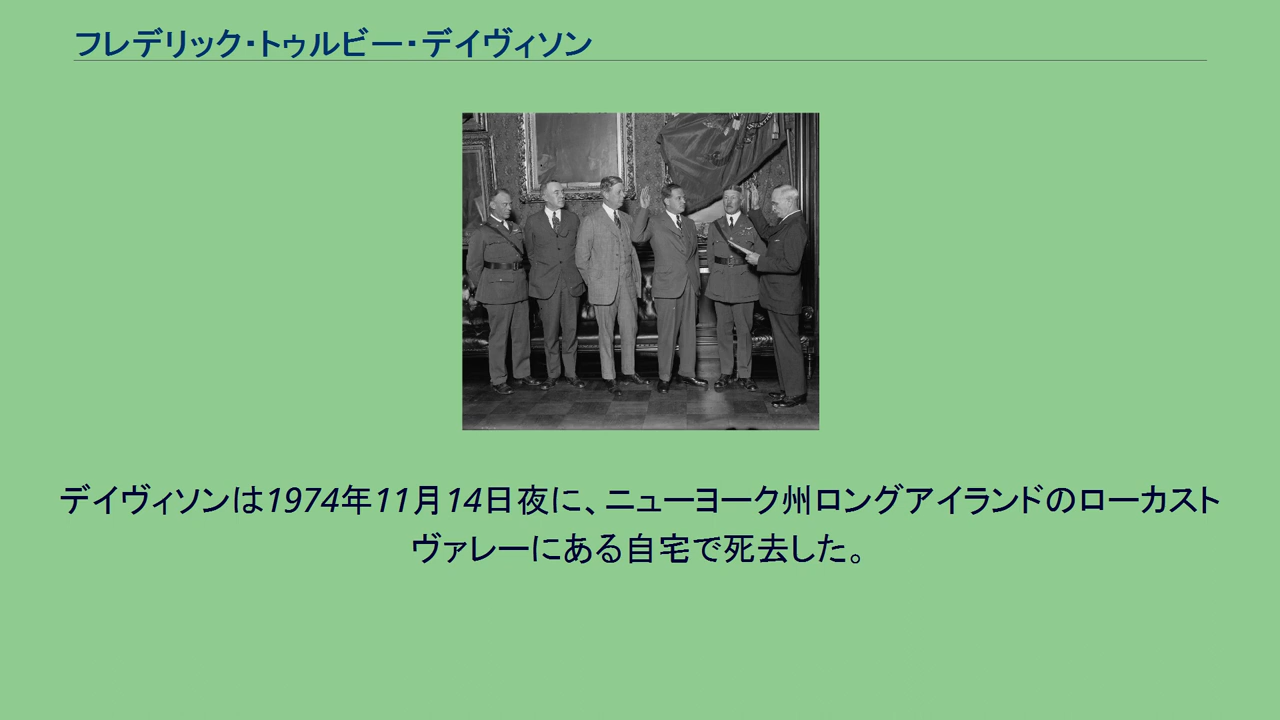 フレデリック・トゥルビー・デイヴィソン
デイヴィソンは1974年11月14日夜に、ニューヨーク州ロングアイランドのローカスト
ヴァレーにある自宅で死去した。